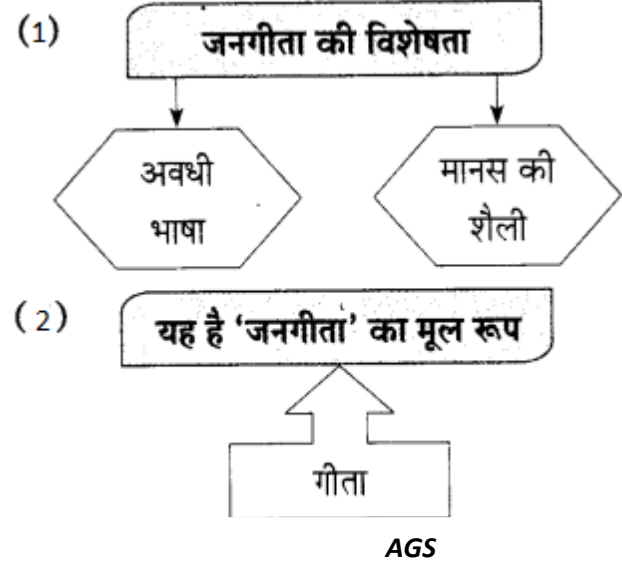 (1)
जनगीता की विशेषता
अवधी
भाषा
मानस की
शैली
(2)
यह है ‘जनगीता’ का मूल रूप
गीता
AGS